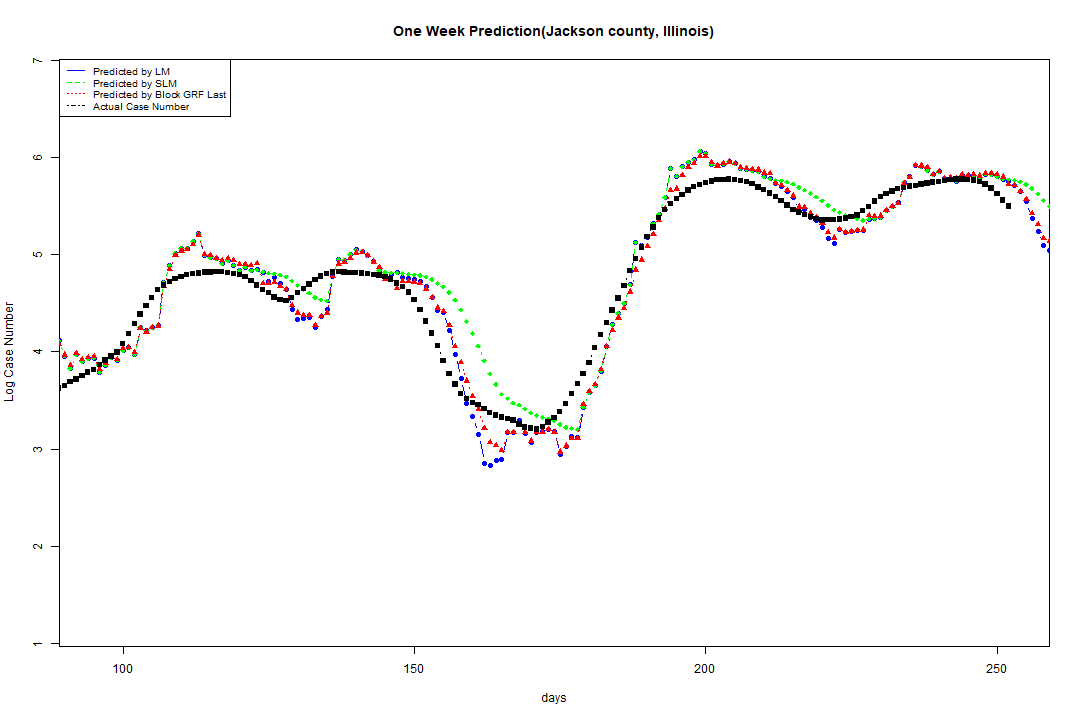 One Week Prediction(Jackson county, Illinois)
7
Predicted by LM
Predicted by SLM
Predicted by Block GRF Last
Actual Case Number
6
5
4
3
2
1
Log Case Number
100 150 200 250
days